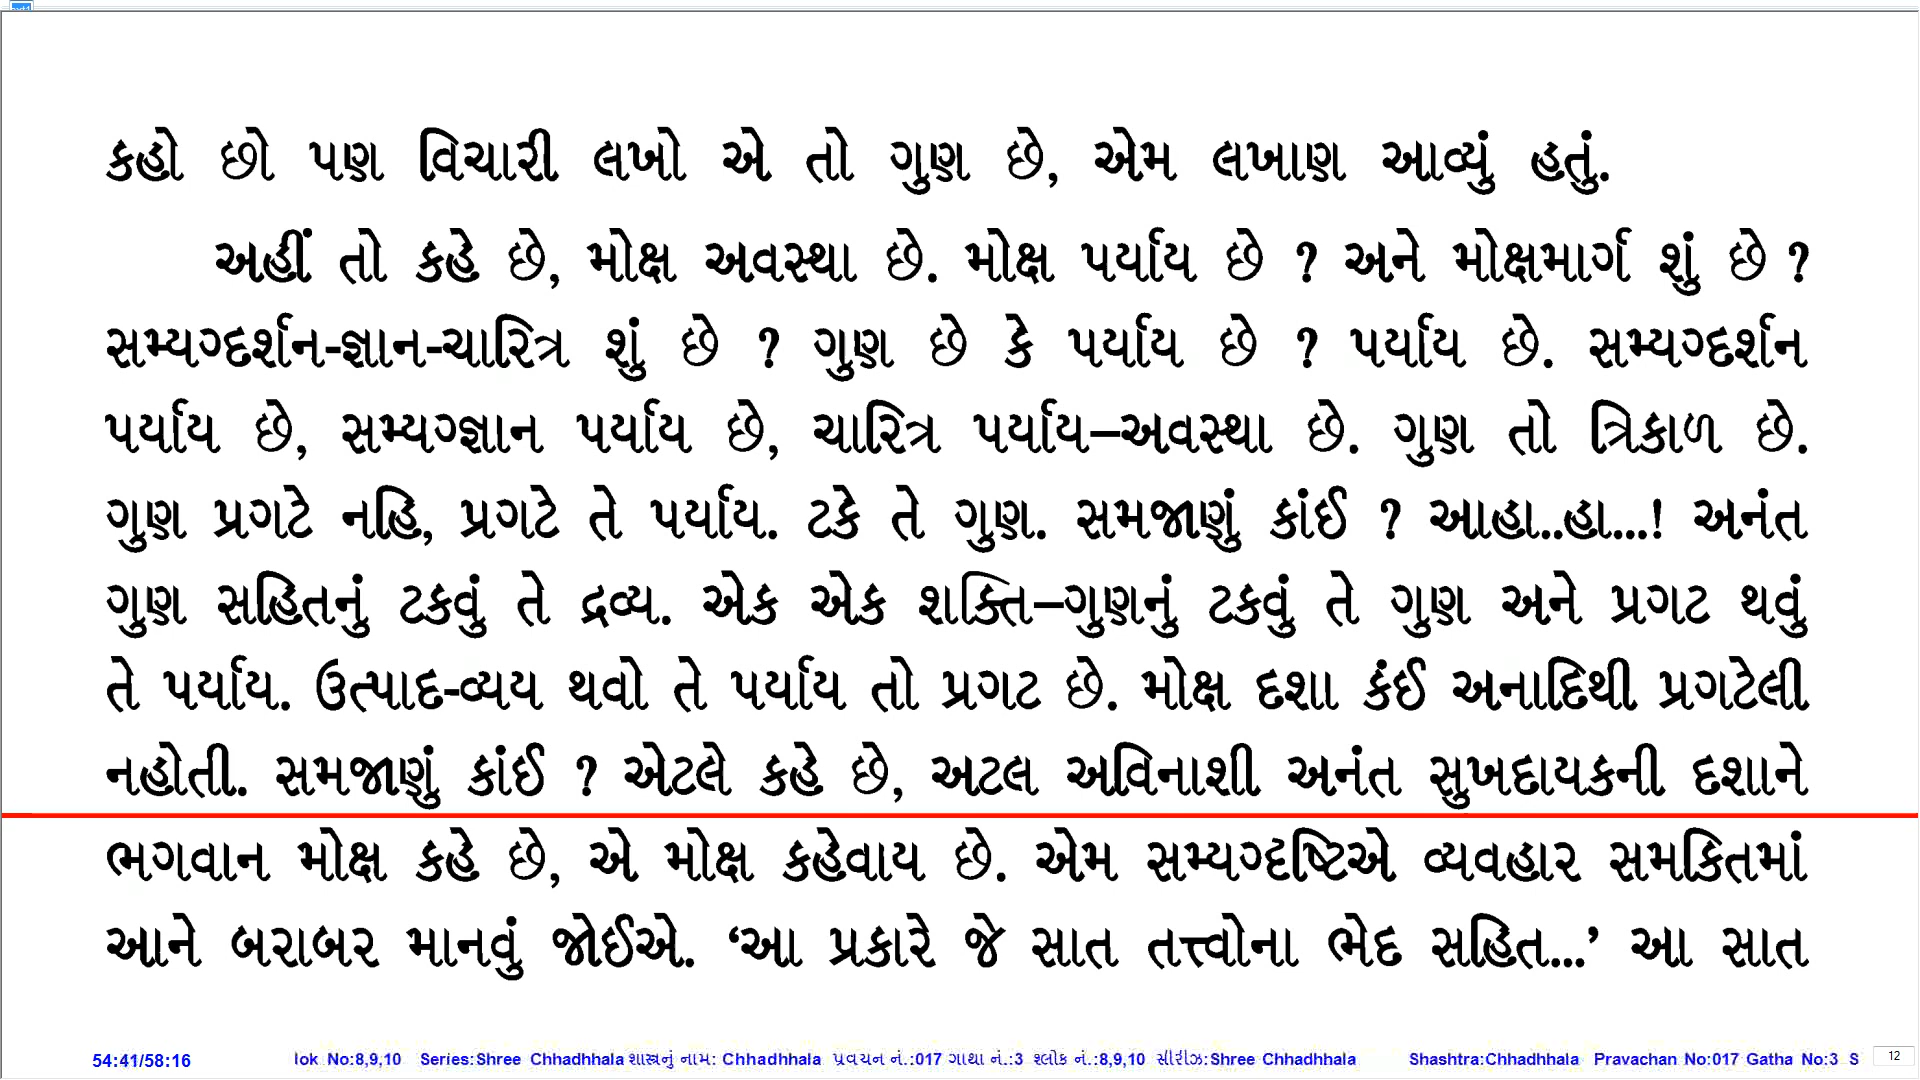 કહો છો પણ વિચારી લખો એ તો ગુણ છે, એમ લખાણ આવ્યું હતું.
અહીં તો કહે છે, મોક્ષ અવસ્થા છે. મોક્ષ પર્યાય છે ? અને મોક્ષમાર્ગ શું છે ?
સમ્યગ્દર્શન-જ્ઞાન-ચારિત્ર શું છે ? ગુણ છે કે પર્યાય છે ? પર્યાય છે. સમ્યગ્દર્શન
પર્યાય છે, સમ્યગ્જ્ઞાન પર્યાય છે, ચારિત્ર પર્યાય–અવસ્થા છે. ગુણ તો ત્રિકાળ છે.
ગુણ પ્રગટે નહિ, પ્રગટે તે પર્યાય. ટકે તે ગુણ. સમજાણું કાંઈ ? આહા..હા...! અનંત
ગુણ સહિતનું ટકવું તે દ્રવ્ય. એક એક શક્તિ–ગુણનું ટકવું તે ગુણ અને પ્રગટ થવું
તે પર્યાય. ઉત્પાદ-વ્યય થવો તે પર્યાય તો પ્રગટ છે. મોક્ષ દશા કંઈ અનાદિથી પ્રગટેલી
નહોતી. સમજાણું કાંઈ ? એટલે કહે છે, અટલ અવિનાશી અનંત સુખદાયકની દશાને
ભગવાન મોક્ષ કહે છે, એ મોક્ષ કહેવાય છે. એમ સમ્યગ્દૃષ્ટિએ વ્યવહાર સમકિતમાં
આને બરાબર માનવું જોઈએ. ‘આ પ્રકારે જે સાત તત્ત્વોના ભેદ સહિત...’ આ સાત
54:41/58:16 lok No:8,9,10 Series:Shree Chhadhhala શાસ્ત્રનું નામ: Chhadhhala પ્રવચન નં.:017 ગાથા નં.:3 શ્લોક નં.:8,9,10 સીરીઝ:Shree Chhadhhala Shashtra:Chhadhhala Pravachan No:017 Gatha No:3 S 12